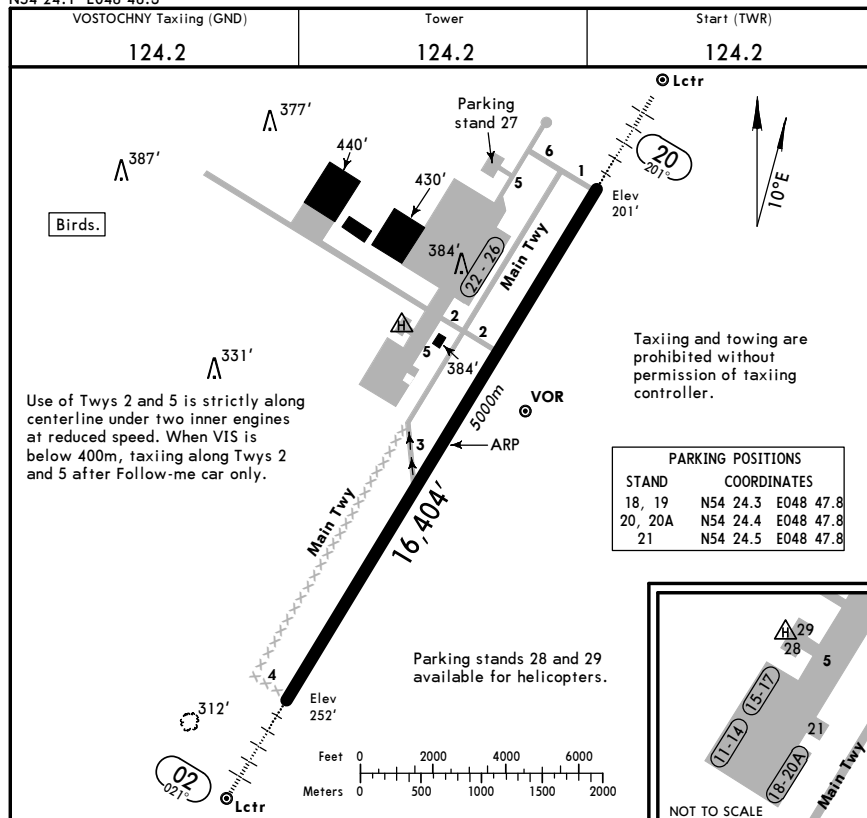 N54 24.1 E048 48.3
VOSTOCHNY Taxiing (GND)
124.2
Tower
124.2
Start (TWR)
124.2
Lctr
377'
387'
440'
430'
Parking
stand 27
6
5
1
20
201°
Elev
201'
10°E
Birds.
384'
22 - 26
Main Twy
2
2
H
5
384'
331'
Taxiing and towing are
prohibited without
permission of taxiing
controller.
Use of Twys 2 and 5 is strictly along
centerline under two inner engines
at reduced speed. When VIS is
below 400m, taxiing along Twys 2
and 5 after Follow-me car only.
5000m
VOR
ARP
3
16,404'
Main Twy
PARKING POSITIONS
STAND COORDINATES
18, 19 N54 24.3 E048 47.8
20, 20A N54 24.4 E048 47.8
21 N54 24.5 E048 47.8
Parking stands 28 and 29
available for helicopters.
4
Elev
252'
312'
02
021°
Lctr
Feet 0 2000 4000 6000
Meters 0 500 1000 1500 2000
H 29
28
5
15-17
11-14
21
18-20A
Main Twy
NOT TO SCALE